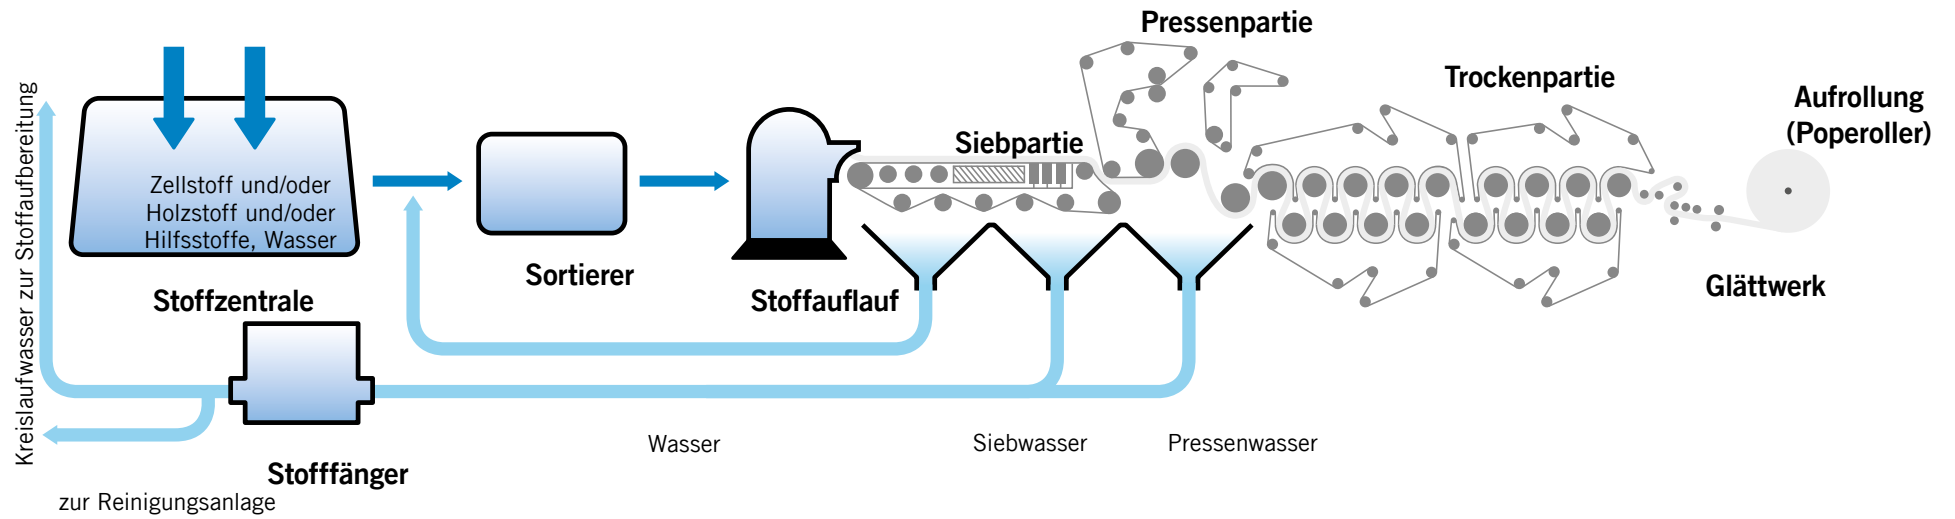 Pressenpartie
Trockenpartie
Aufrollung
(Poperoller)
Siebpartie
Kreislaufwasser zur Stoffaufbereitung
Zellstoff und/oder
Holzstoff und/oder
Hilfsstoffe, Wasser
Sortierer
Stoffzentrale
Stoffauflauf
Glättwerk
Wasser
Siebwasser
Pressenwasser
Stofffänger
zur Reinigungsanlage